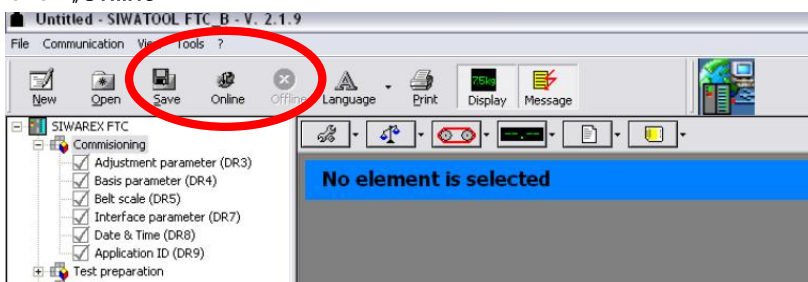 Untitled - SIWATOOL FTC_B - V. 2.1.9
File Communication View Tools ?
New Open Save Online Offline Language Print 7.5kg Display Message
SIWAREX FTC
Commisioning
Adjustment parameter (DR3)
Basis parameter (DR4)
Belt scale (DR5)
Interface parameter (DR7)
Date & Time (DR8)
Application ID (DR9)
Test preparation
No element is selected